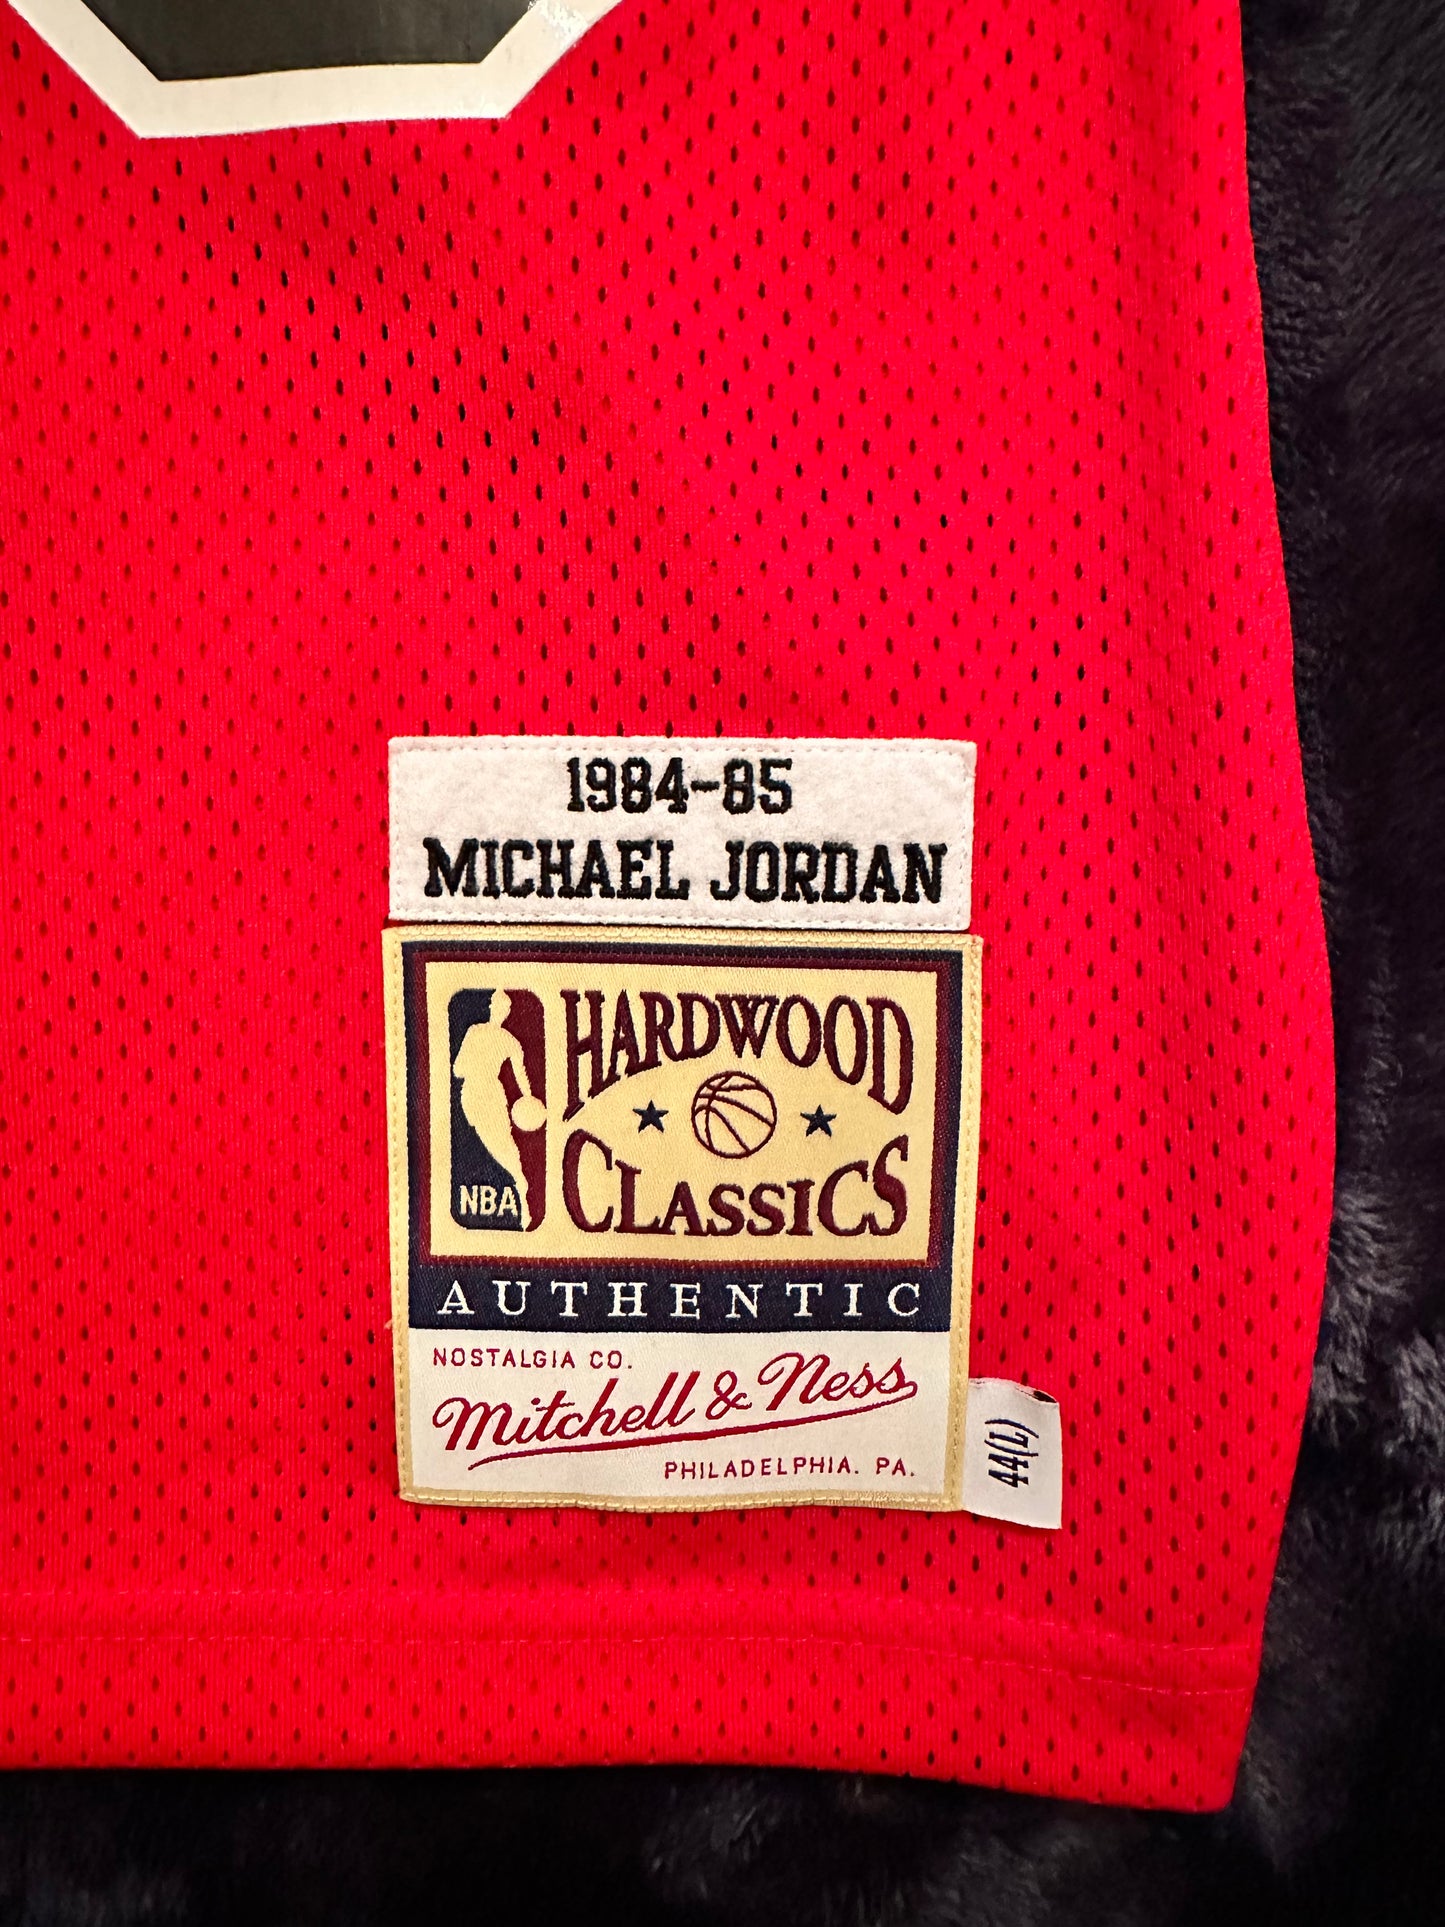 1984-85
MICHAEL JORDAN
HARDWOOD
CLASSICS
NBA
AUTHENTIC
NOSTALGIA CO.
Mitchell & Ness
PHILADELPHIA. PA.
44(L)